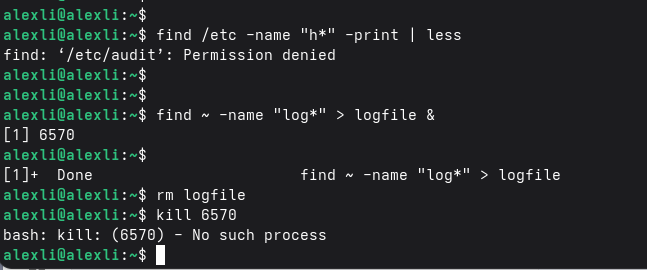 alexli@alexli:~$
alexli@alexli:~$ find /etc -name "h*" -print | less
find: ‘/etc/audit’: Permission denied
alexli@alexli:~$
alexli@alexli:~$
alexli@alexli:~$ find ~ -name "log*" > logfile &
[1] 6570
alexli@alexli:~$
[1]+  Done                    find ~ -name "log*" > logfile
alexli@alexli:~$ rm logfile
alexli@alexli:~$ kill 6570
bash: kill: (6570) - No such process
alexli@alexli:~$